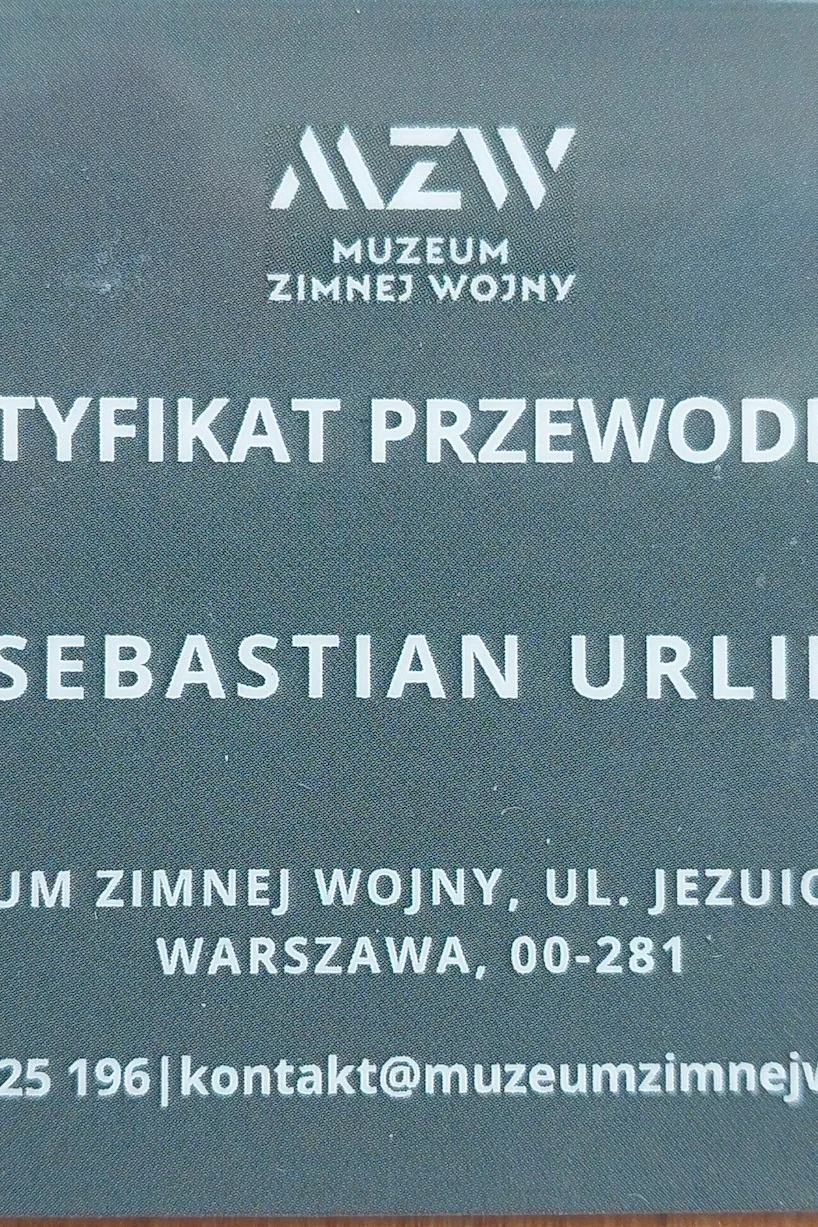 MZW
MUZEUM
ZIMNEJ WOJNY
TYFIKAT PRZEWOD
SEBASTIAN URLI
UM ZIMNEJ WOJNY, UL. JEZUIC
WARSZAWA, 00-281
25 196|kontakt@muzeumzimnejw